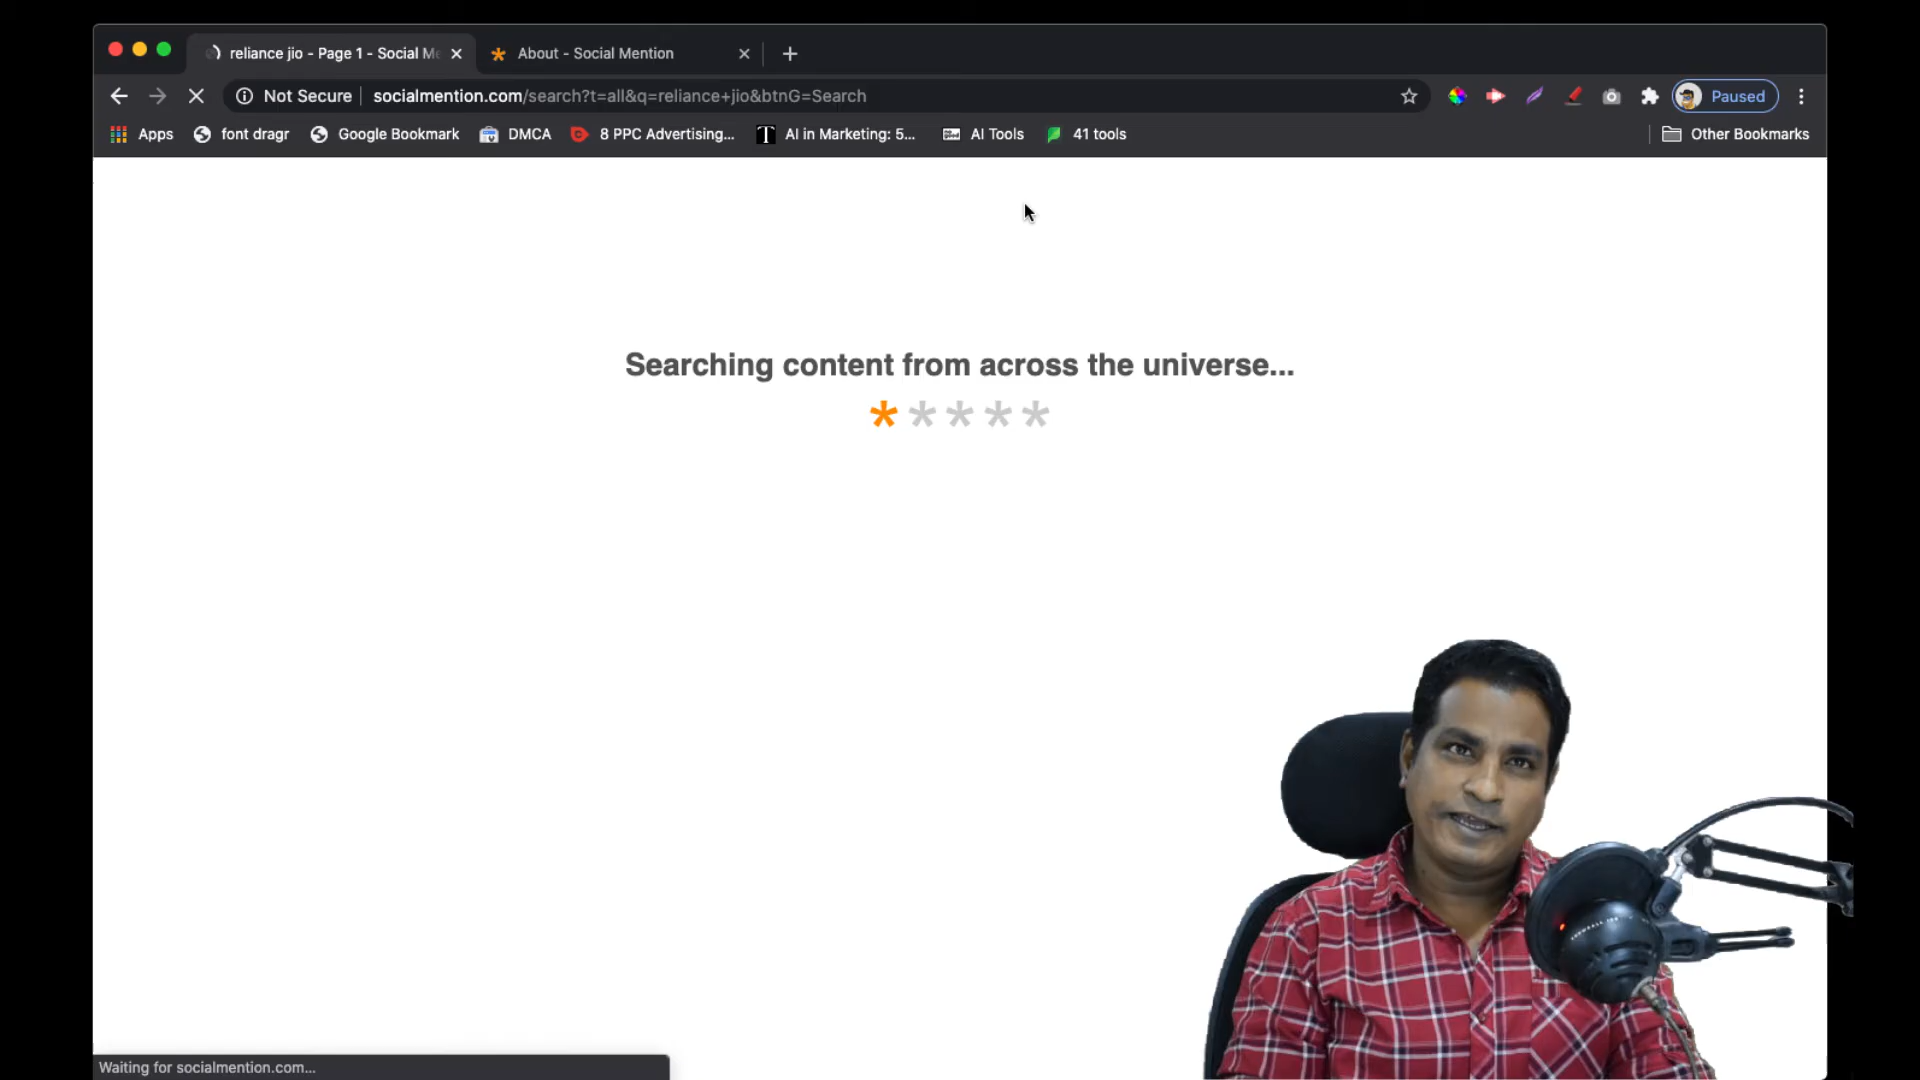 reliance jio - Page 1 - Social Me
About - Social Mention
Not Secure
socialmention.com/search?t=all&q=reliance+jio&btnG=Search
Paused
Apps
font dragr
Google Bookmark
DMCA
8 PPC Advertising...
AI in Marketing: 5...
AI Tools
41 tools
Other Bookmarks
Searching content from across the universe...
* * * * *
Waiting for socialmention.com...